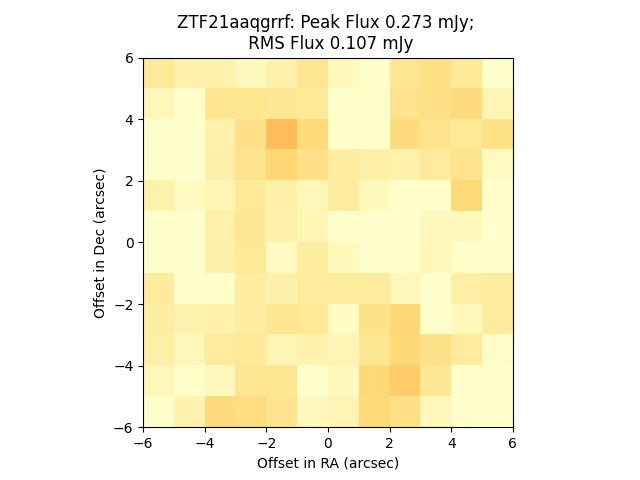 ZTF21aaqgrrf: Peak Flux 0.273 mJy;
RMS Flux 0.107 mJy
6
4
2
0
−2
−4
−6
Offset in Dec (arcsec)
−6 −4 −2 0 2 4 6
Offset in RA (arcsec)